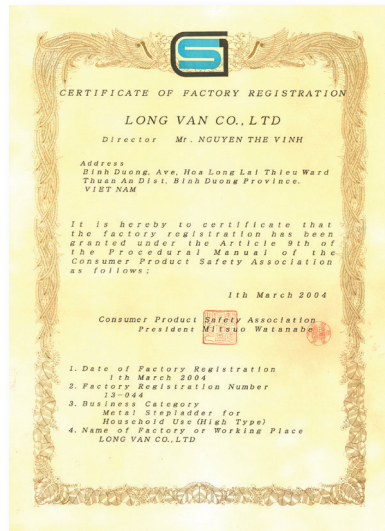 CERTIFICATE OF FACTORY REGISTRATION
LONG VAN CO., LTD
Director Mr. NGUYEN THE VINH
Address
Binh Duong, Ave, Hoa Long Lai Thieu Ward
Thuan An Dist. Binh Duong Province.
VIET NAM
It is hereby to certificate that
the factory registration has been
granted under the Article 9th of
the Procedural Manual of the
Consumer Product Safety Association
as follows;
1th March 2004
Consumer Product Safety Association
President Mitsuo Watanabe
1. Date of Factory Registration
1th March 2004
2. Factory Registration Number
13-044
3. Business Category
Metal Stepladder for
Household Use (High Type)
4. Name of Factory or Working Place
LONG VAN CO., LTD